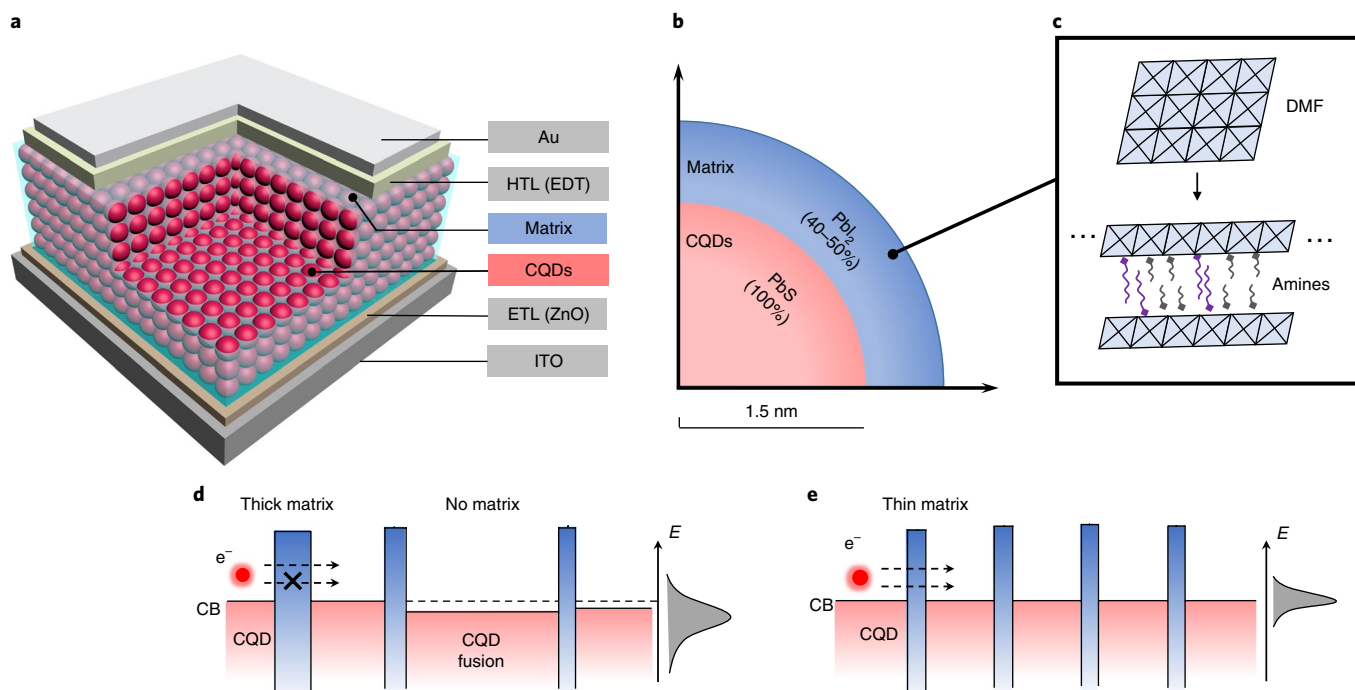 a
Au
HTL (EDT)
Matrix
CQDs
ETL (ZnO)
ITO
b
Matrix
PbI₂
(40–50%)
CQDs
PbS
(100%)
1.5 nm
c
DMF
...
...
Amines
d
Thick matrix
No matrix
e⁻
E
CB
CQD
CQD
fusion
e
Thin matrix
e⁻
E
CB
CQD